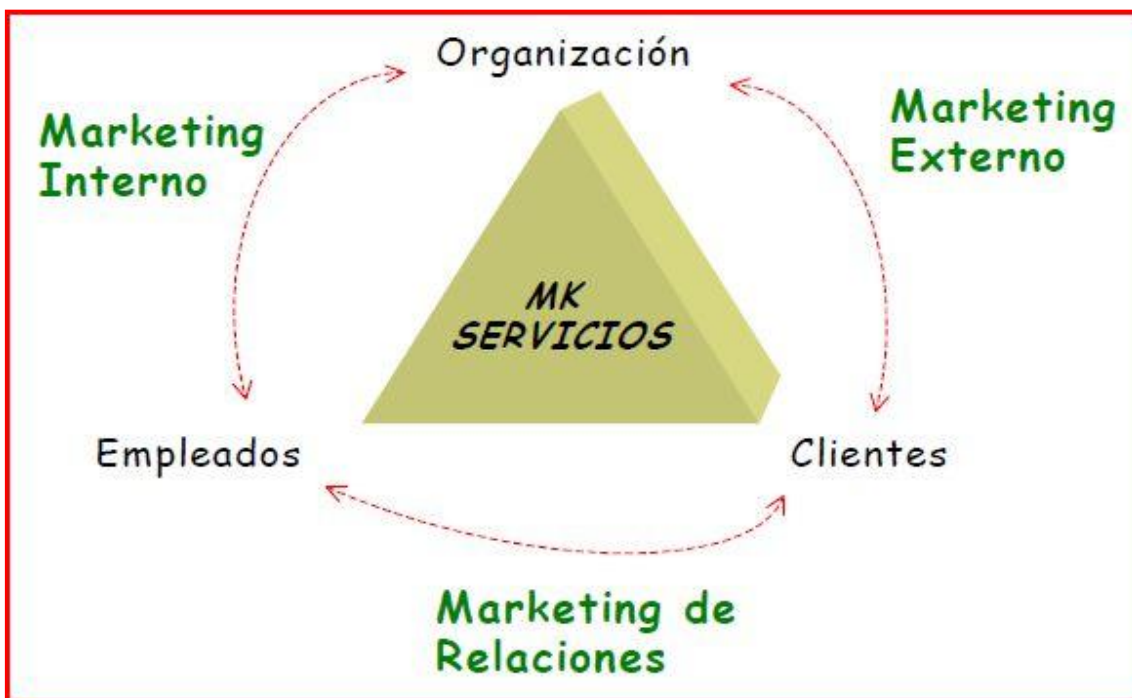 Organización
Marketing
Interno
Marketing
Externo
MK
SERVICIOS
Empleados
Clientes
Marketing de
Relaciones